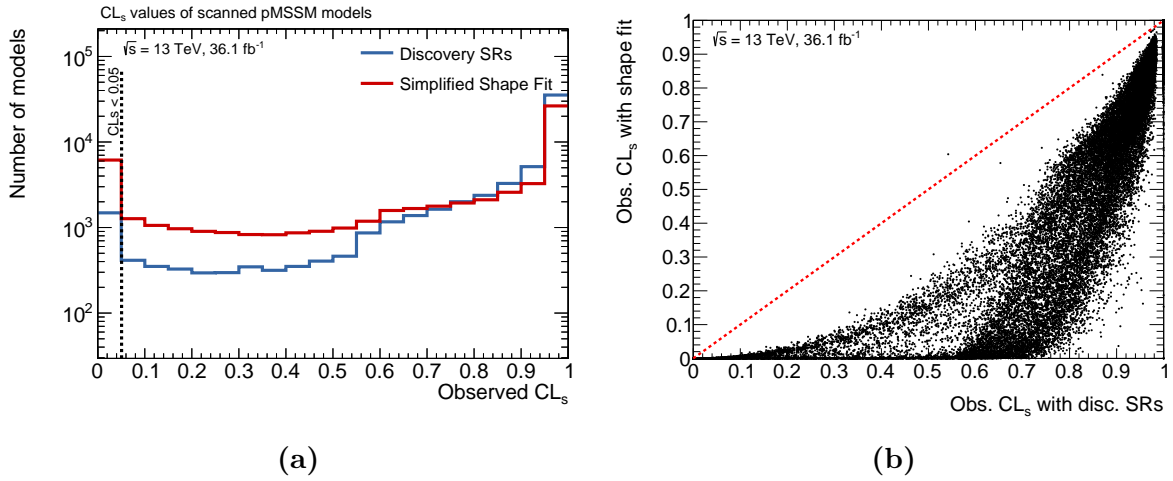 CLs values of scanned pMSSM models
√s = 13 TeV, 36.1 fb⁻¹
Discovery SRs
Simplified Shape Fit
CLs < 0.05
Number of models
10⁵
10⁴
10³
10²
0 0.1 0.2 0.3 0.4 0.5 0.6 0.7 0.8 0.9 1
Observed CLs
(a)
√s = 13 TeV, 36.1 fb⁻¹
Obs. CLs with shape fit
1
0.9
0.8
0.7
0.6
0.5
0.4
0.3
0.2
0.1
0
0 0.1 0.2 0.3 0.4 0.5 0.6 0.7 0.8 0.9 1
Obs. CLs with disc. SRs
(b)